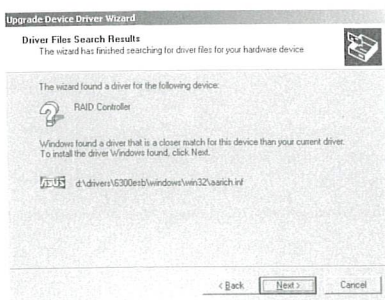 Upgrade Device Driver Wizard
Driver Files Search Results
The wizard has finished searching for driver files for your hardware device.
The wizard found a driver for the following device:
RAID Controller
Windows found a driver that is a closer match for this device than your current driver.
To install the driver Windows found, click Next.
d:\drivers\6300esb\windows\win32\aarich.inf
< Back
Next >
Cancel